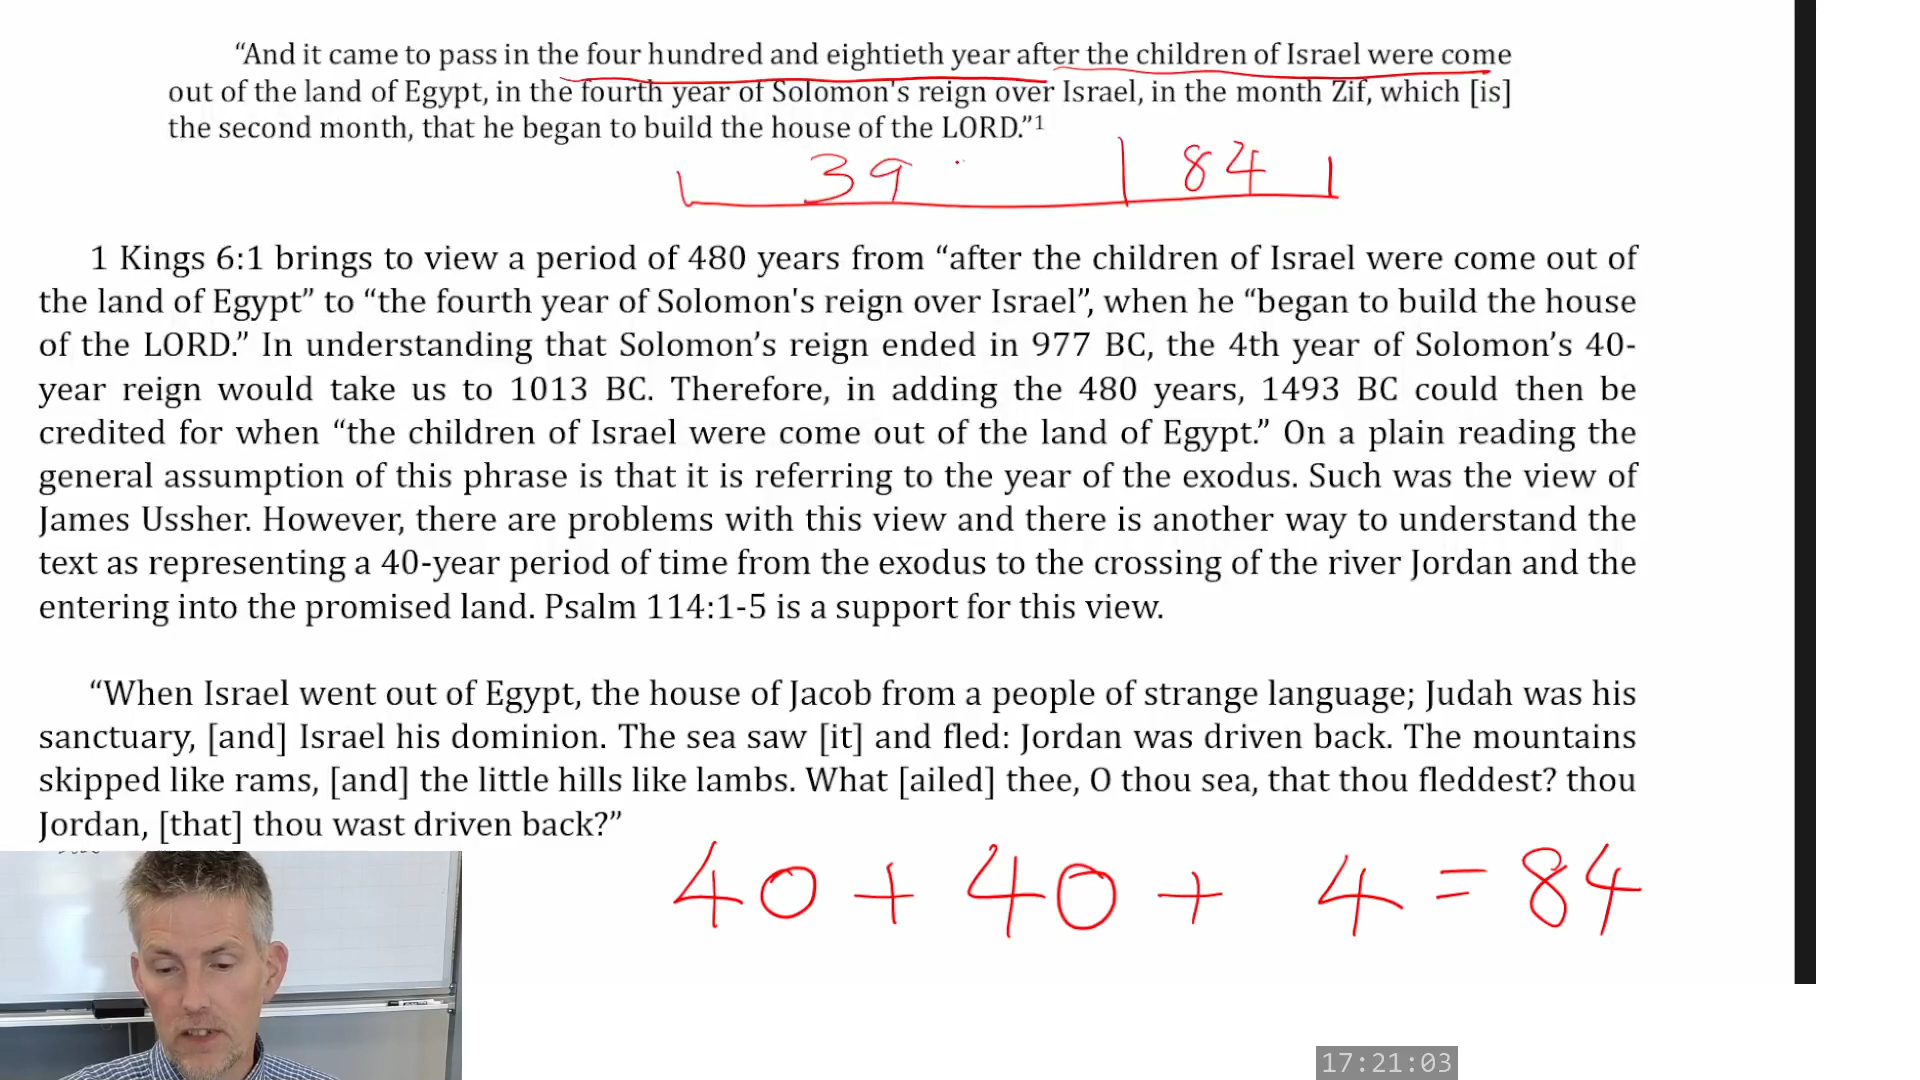 “And it came to pass in the four hundred and eightieth year after the children of Israel were come
out of the land of Egypt, in the fourth year of Solomon's reign over Israel, in the month Zif, which [is]
the second month, that he began to build the house of the LORD.”1
39 84
1 Kings 6:1 brings to view a period of 480 years from “after the children of Israel were come out of
the land of Egypt” to “the fourth year of Solomon's reign over Israel”, when he “began to build the house
of the LORD.” In understanding that Solomon’s reign ended in 977 BC, the 4th year of Solomon’s 40-
year reign would take us to 1013 BC. Therefore, in adding the 480 years, 1493 BC could then be
credited for when “the children of Israel were come out of the land of Egypt.” On a plain reading the
general assumption of this phrase is that it is referring to the year of the exodus. Such was the view of
James Ussher. However, there are problems with this view and there is another way to understand the
text as representing a 40-year period of time from the exodus to the crossing of the river Jordan and the
entering into the promised land. Psalm 114:1-5 is a support for this view.
“When Israel went out of Egypt, the house of Jacob from a people of strange language; Judah was his
sanctuary, [and] Israel his dominion. The sea saw [it] and fled: Jordan was driven back. The mountains
skipped like rams, [and] the little hills like lambs. What [ailed] thee, O thou sea, that thou fleddest? thou
Jordan, [that] thou wast driven back?”
40 + 40 + 4 = 84
17:21:03